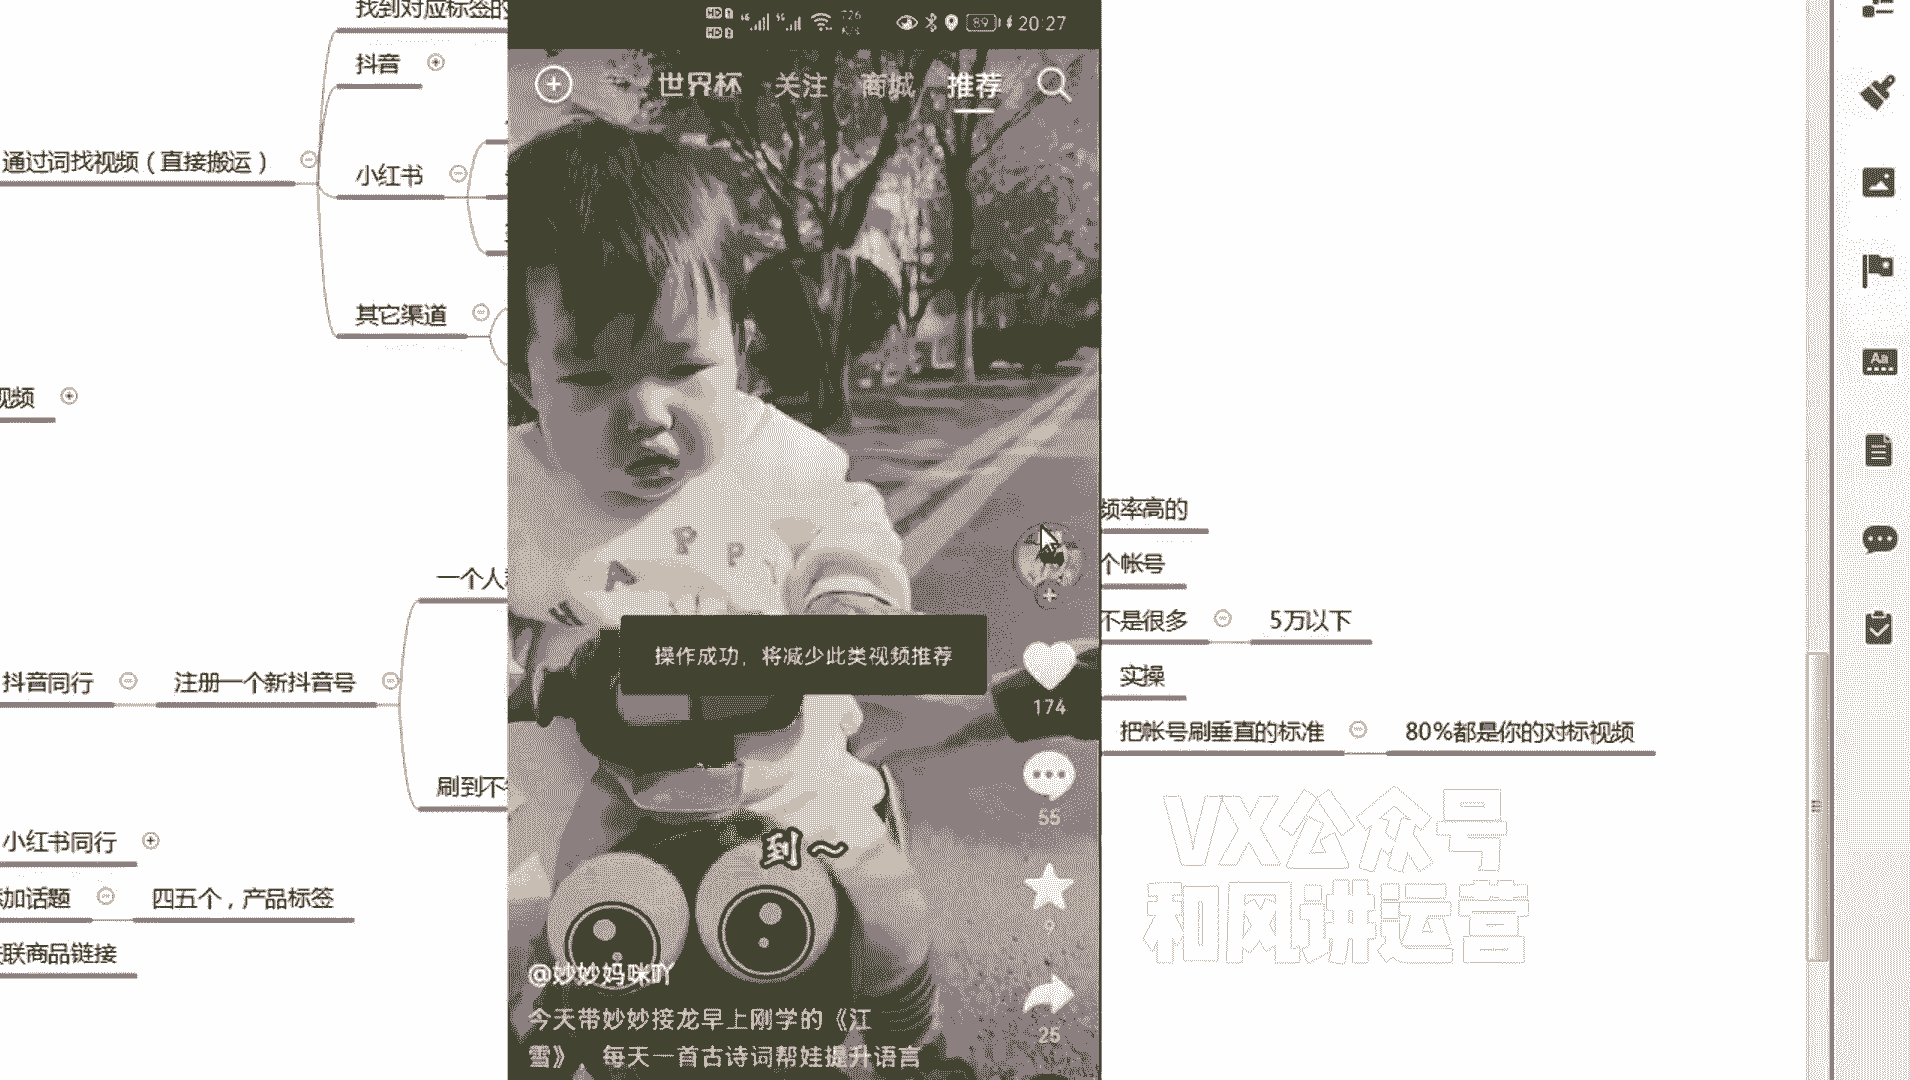 找到对应标签的
抖音
通过词找视频（直接搬运）
小红书
其它渠道
视频
一个人
抖音同行
注册一个新抖音号
刷到不
小红书同行
加话题
四五个，产品标签
联商品链接
HD 1
HD 2
726
K/s
89
20:27
世界杯 关注 商城 推荐
P P
A
操作成功，将减少此类视频推荐
174
55
9
25
到～
@妙妙妈咪吖
今天带妙妙接龙早上刚学的《江
雪》，每天一首古诗词帮娃提升语言
频率高的
个帐号
不是很多
5万以下
实操
把帐号刷垂直的标准
80%都是你的对标视频
VX公众号
和风讲运营
Aa